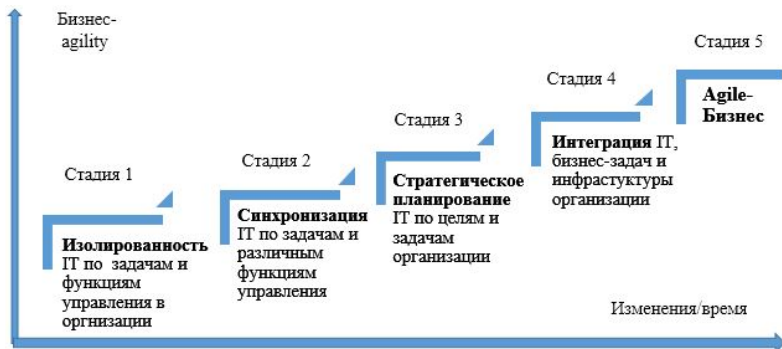 Бизнес-
agility
Стадия 1
Изолированность
IT по задачам и
функциям
управления в
оргнизации
Стадия 2
Синхронизация
IT по задачам и
различным
функциям
управления
Стадия 3
Стратегическое
планирование
IT по целям и
задачам
организации
Стадия 4
Интеграция IT,
бизнес-задач и
инфрастуктуры
организации
Стадия 5
Agile-
Бизнес
Изменения/время